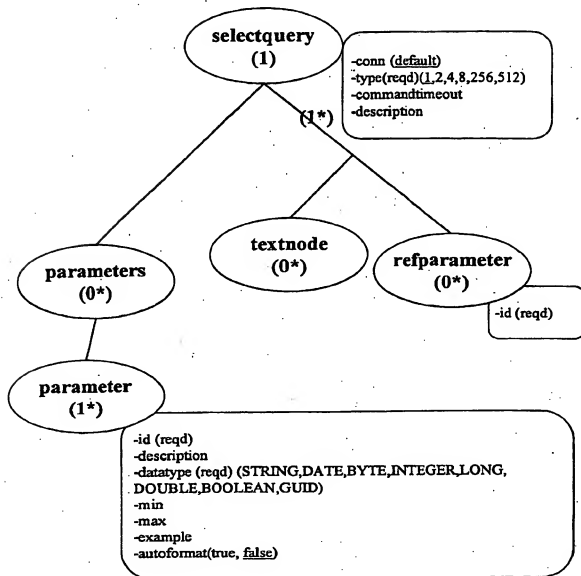 selectquery
(1)
-conn (default)
-type(reqd)(1,2,4,8,256,512)
-commandtimeout
-description
(1*)
parameters
(0*)
textnode
(0*)
refparameter
(0*)
-id (reqd)
parameter
(1*)
-id (reqd)
-description
-datatype (reqd) (STRING,DATE,BYTE,INTEGER,LONG,
DOUBLE,BOOLEAN,GUID)
-min
-max
-example
-autoformat(true, false)